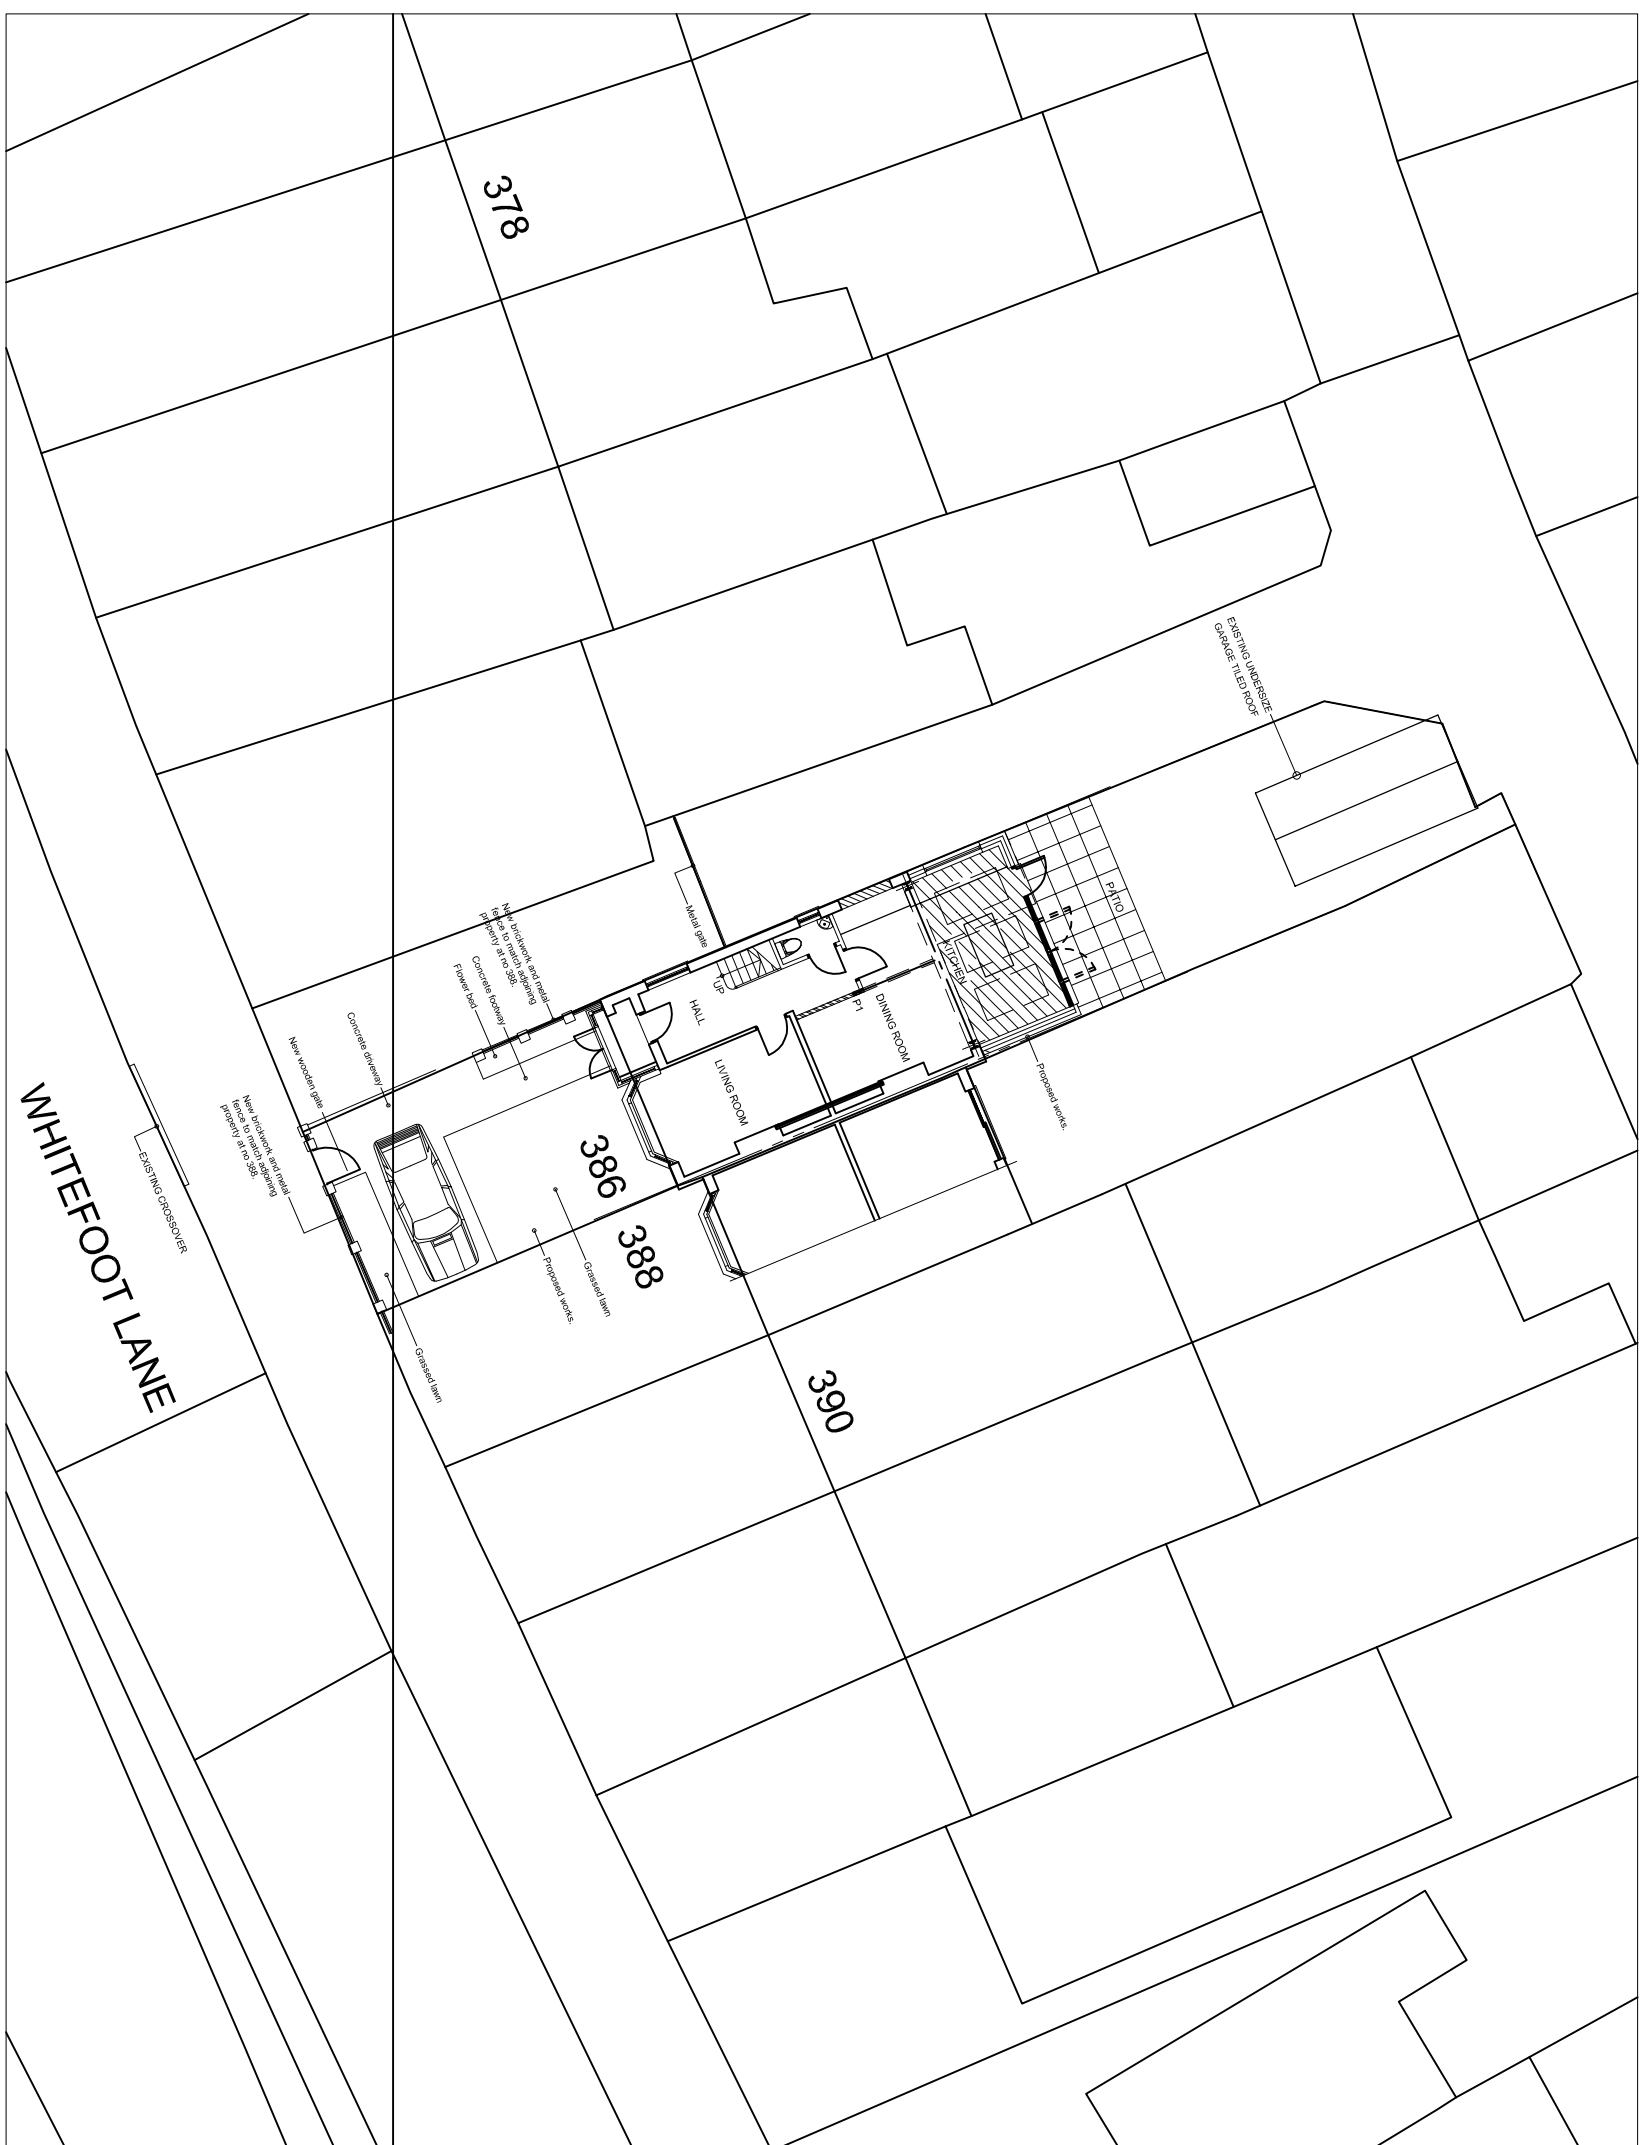 378
EXISTING UNDERSIZE
GARAGE TILED ROOF
PATIO
KITCHEN
Metal gate
New brickwork and metal
fence to match adjoining
property at no 388.
Concrete footway
Flower bed
UP
HALL
P1
DINING ROOM
LIVING ROOM
Proposed works.
Concrete driveway
New wooden gate
New brickwork and metal
fence to match adjoining
property at no 388.
EXISTING CROSSOVER
WHITEFOOT LANE
386
388
Grassed lawn
Proposed works.
Grassed lawn
390